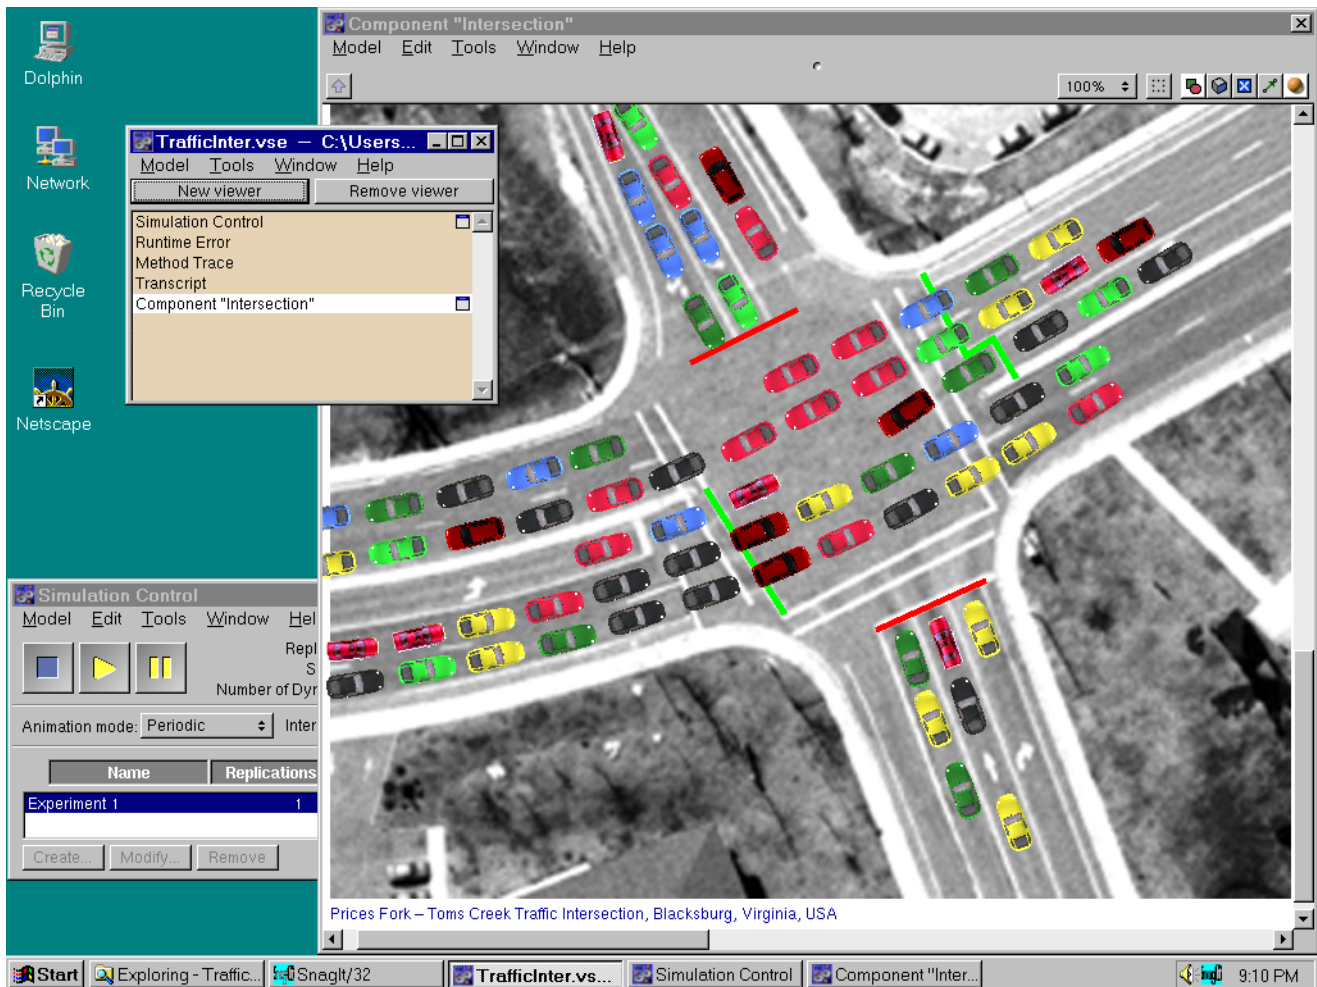 Dolphin
Network
Recycle
Bin
Netscape
Component "Intersection"
Model Edit Tools Window Help
100%
TrafficInter.vse — C:\Users...
Model Tools Window Help
New viewer Remove viewer
Simulation Control
Runtime Error
Method Trace
Transcript
Component "Intersection"
Simulation Control
Model Edit Tools Window Hel
Repl
S
Number of Dyn
Animation mode: Periodic Inter
Name Replications
Experiment 1 1
Create... Modify... Remove
Prices Fork – Toms Creek Traffic Intersection, Blacksburg, Virginia, USA
Start Exploring - Traffic... SnagIt/32 TrafficInter.vs... Simulation Control Component "Inter... 9:10 PM